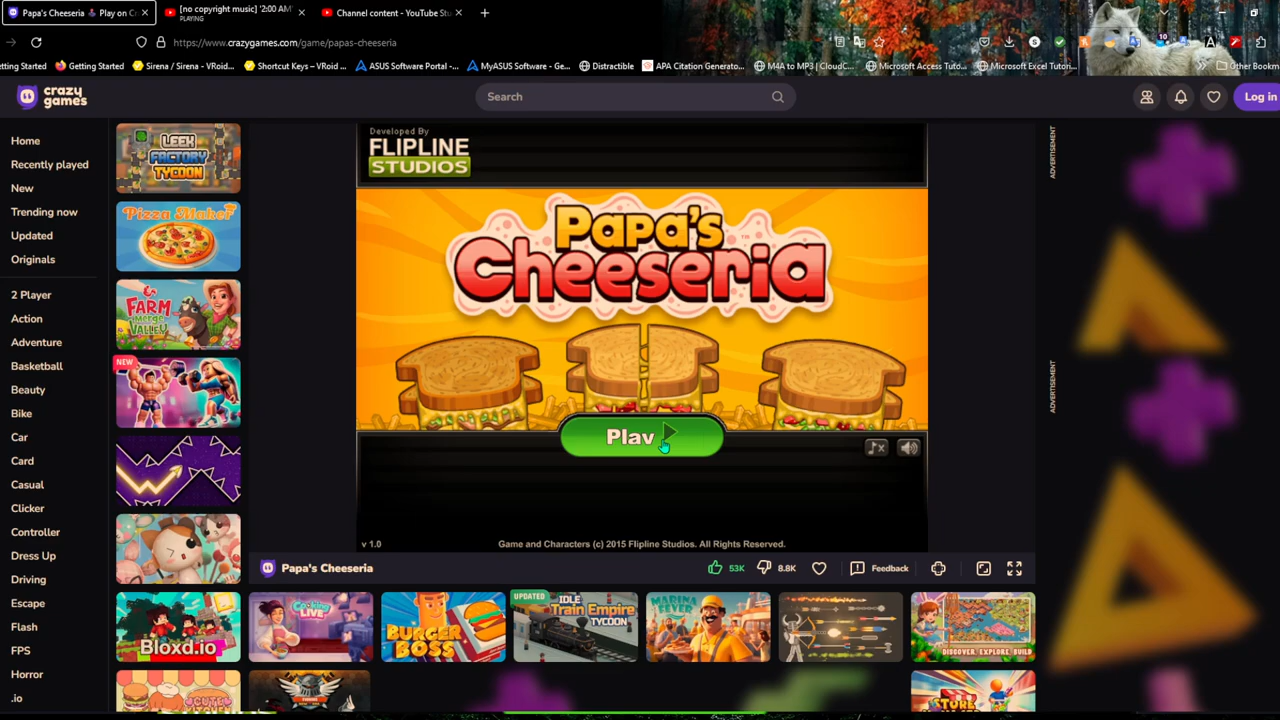 Papa's Cheeseria 🕹️ Play on Cr
[no copyright music] '2:00 AM'
PLAYING
Channel content - YouTube Stu
https://www.crazygames.com/game/papas-cheeseria
etting Started
Getting Started
Sirena / Sirena - VRoid...
Shortcut Keys – VRoid ...
ASUS Software Portal -...
MyASUS Software - Ge...
Distractible
APA Citation Generato...
M4A to MP3 | CloudC...
Microsoft Access Tuto...
Microsoft Excel Tutori...
Other Bookm
10
crazy
games
Search
Log in
Home
Recently played
New
Trending now
Updated
Originals
2 Player
Action
Adventure
Basketball
Beauty
Bike
Car
Card
Casual
Clicker
Controller
Dress Up
Driving
Escape
Flash
FPS
Horror
.io
LEEK
FACTORY
TYCOON
Pizza Maker
FARM
MERGE
VALLEY
NEW
Developed By
FLIPLINE
STUDIOS
Papa's
Cheeseria
™
Play
v 1.0
Game and Characters (c) 2015 Flipline Studios. All Rights Reserved.
ADVERTISEMENT
ADVERTISEMENT
Papa's Cheeseria
53K
8.8K
Feedback
Bloxd.io
Cooking
LIVE
BURGER
BOSS
UPDATED
IDLE
Train Empire
TYCOON
MARINA
FEVER
DISCOVER, EXPLORE, BUILD
STORE